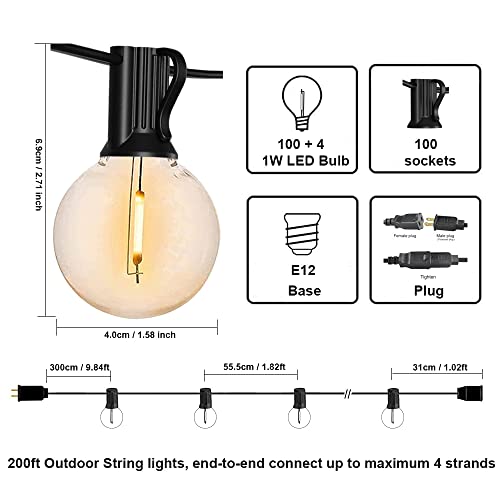 6.9cm / 2.71 inch
4.0cm / 1.58 inch
100 + 4
1W LED Bulb
100
sockets
E12
Base
Female plug
Male plug
Tighten
Plug
300cm / 9.84ft
55.5cm / 1.82ft
31cm / 1.02ft
200ft Outdoor String lights, end-to-end connect up to maximum 4 strands